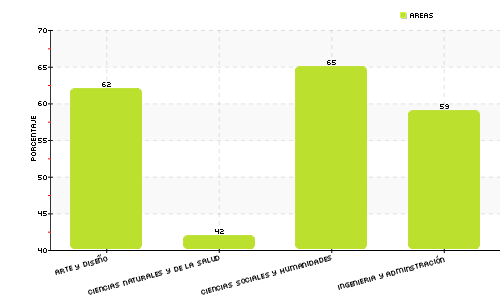 AREAS
70
65
60
55
50
45
40
PORCENTAJE
62
42
65
59
ARTE Y DISEÑO
CIENCIAS NATURALES Y DE LA SALUD
CIENCIAS SOCIALES Y HUMANIDADES
INGENIERIA Y ADMINSTRACIÓN